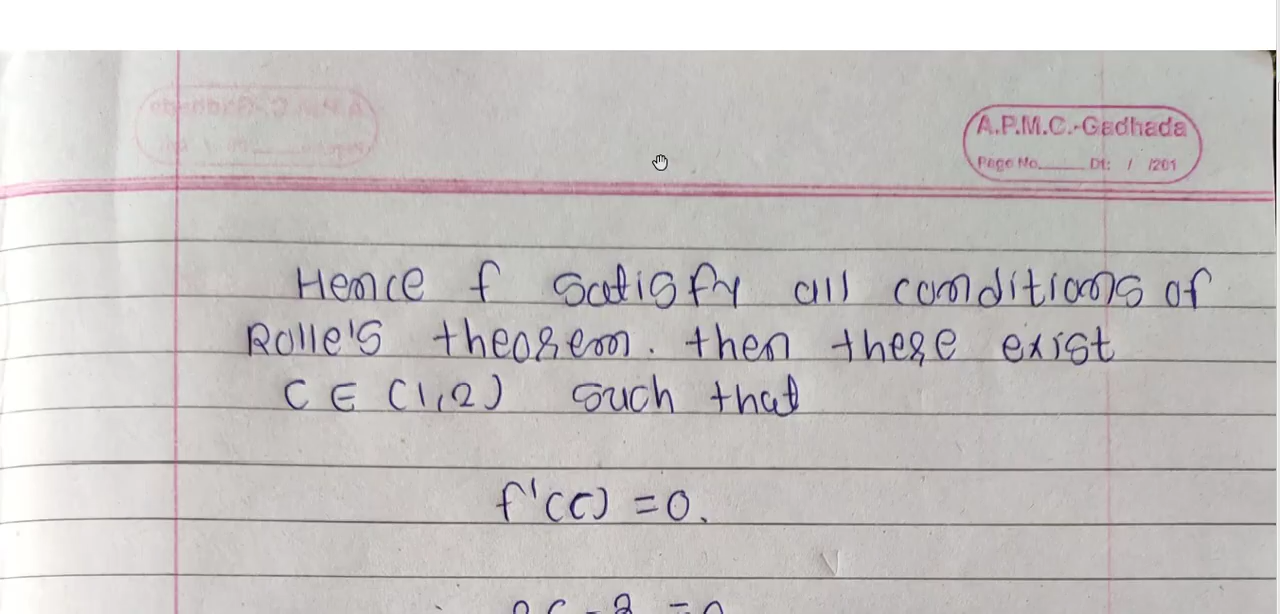 A.P.M.C.-Gadhada
Page No.______ Dt: / /201
Hence f satisfy all conditions of
Rolle's theorem. then there exist
C ∈ (1,2) such that
f'(c) = 0.